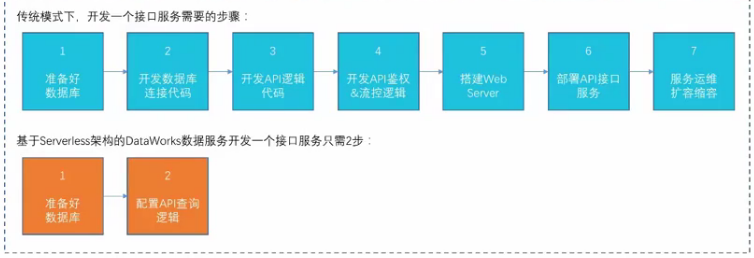 传统模式下，开发一个接口服务需要的步骤：
1
准备好
数据库
2
开发数据库
连接代码
3
开发API逻辑
代码
4
开发API鉴权
&流控逻辑
5
搭建Web
Server
6
部署API接口
服务
7
服务运维
扩容缩容
基于Serverless架构的DataWorks数据服务开发一个接口服务只需2步：
1
准备好
数据库
2
配置API查询
逻辑